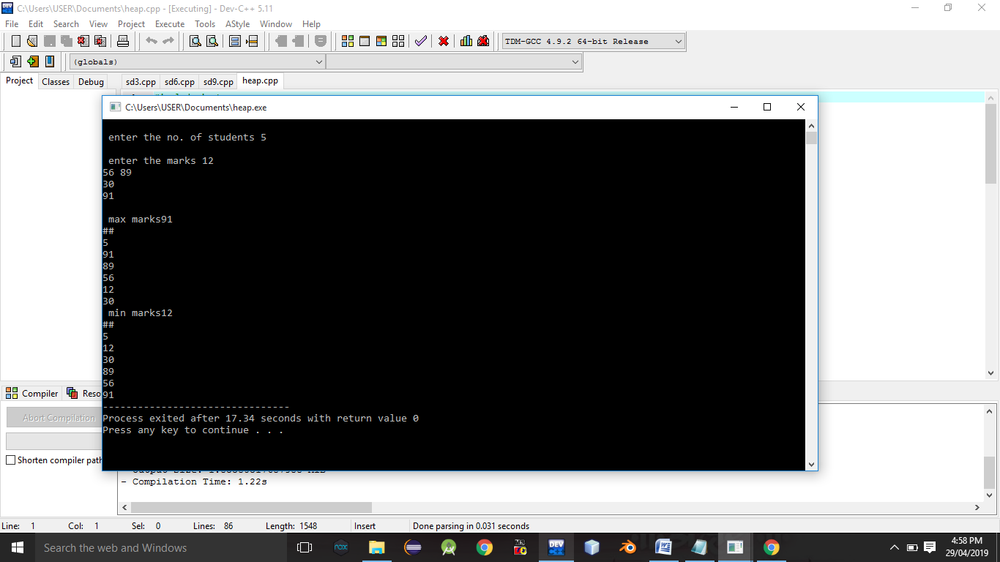 C:\Users\USER\Documents\heap.cpp - [Executing] - Dev-C++ 5.11
File Edit Search View Project Execute Tools AStyle Window Help
TDM-GCC 4.9.2 64-bit Release
(globals)
Project Classes Debug sd3.cpp sd6.cpp sd9.cpp heap.cpp
C:\Users\USER\Documents\heap.exe
enter the no. of students 5
enter the marks 12
56 89
30
91
max marks91
##
5
91
89
56
12
30
min marks12
##
5
12
30
89
56
91
--------------------------------
Process exited after 17.34 seconds with return value 0
Press any key to continue . . .
Compiler Reso
Abort Compilation
Shorten compiler path
- Compilation Time: 1.22s
Line: 1 Col: 1 Sel: 0 Lines: 86 Length: 1548 Insert Done parsing in 0.031 seconds
Search the web and Windows
nox
DEV
4:58 PM
29/04/2019